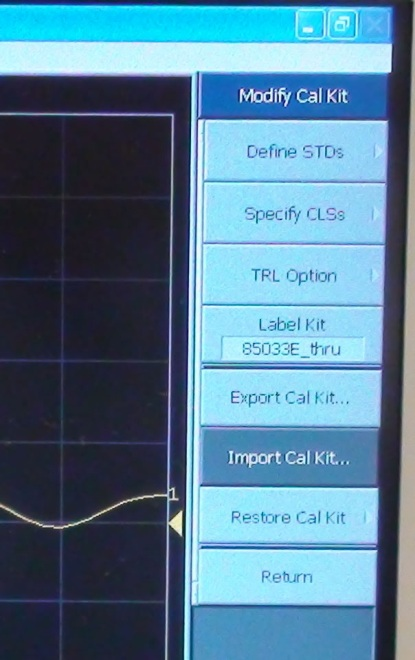 Modify Cal Kit
Define STDs
Specify CLSs
TRL Option
Label Kit
85033E_thru
Export Cal Kit...
Import Cal Kit...
Restore Cal Kit
Return
1